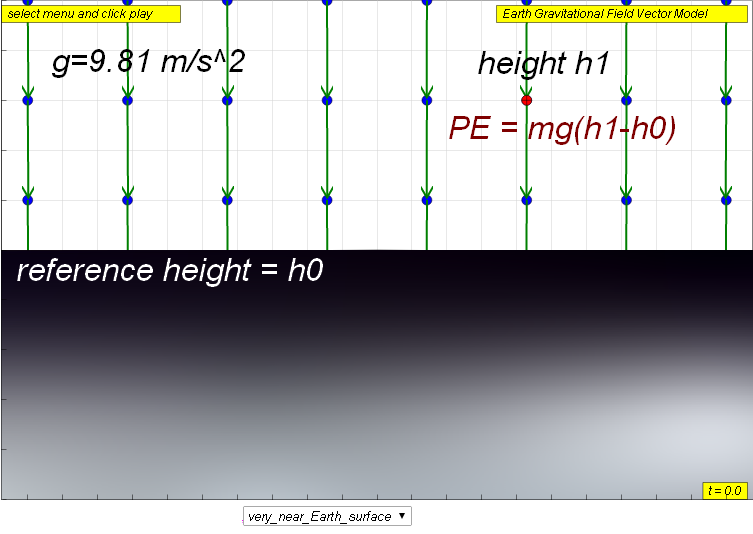 select menu and click play
Earth Gravitational Field Vector Model
g=9.81 m/s^2
height h1
PE = mg(h1-h0)
reference height = h0
t = 0.0
very_near_Earth_surface